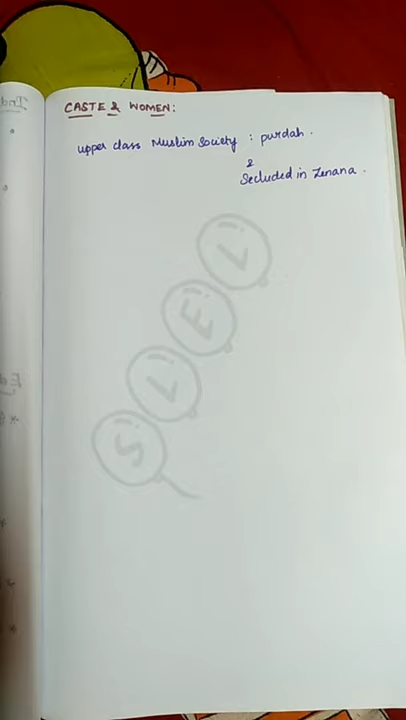 CASTE & WOMEN:
upper class Muslim Society : purdah.
&
Secluded in Zenana.
SLEL